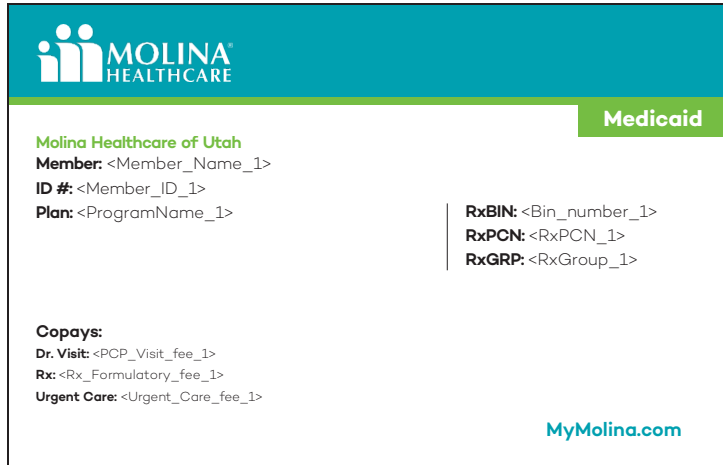 MOLINA®
HEALTHCARE
Medicaid
Molina Healthcare of Utah
Member: <Member_Name_1>
ID #: <Member_ID_1>
Plan: <ProgramName_1>
RxBIN: <Bin_number_1>
RxPCN: <RxPCN_1>
RxGRP: <RxGroup_1>
Copays:
Dr. Visit: <PCP_Visit_fee_1>
Rx: <Rx_Formulatory_fee_1>
Urgent Care: <Urgent_Care_fee_1>
MyMolina.com